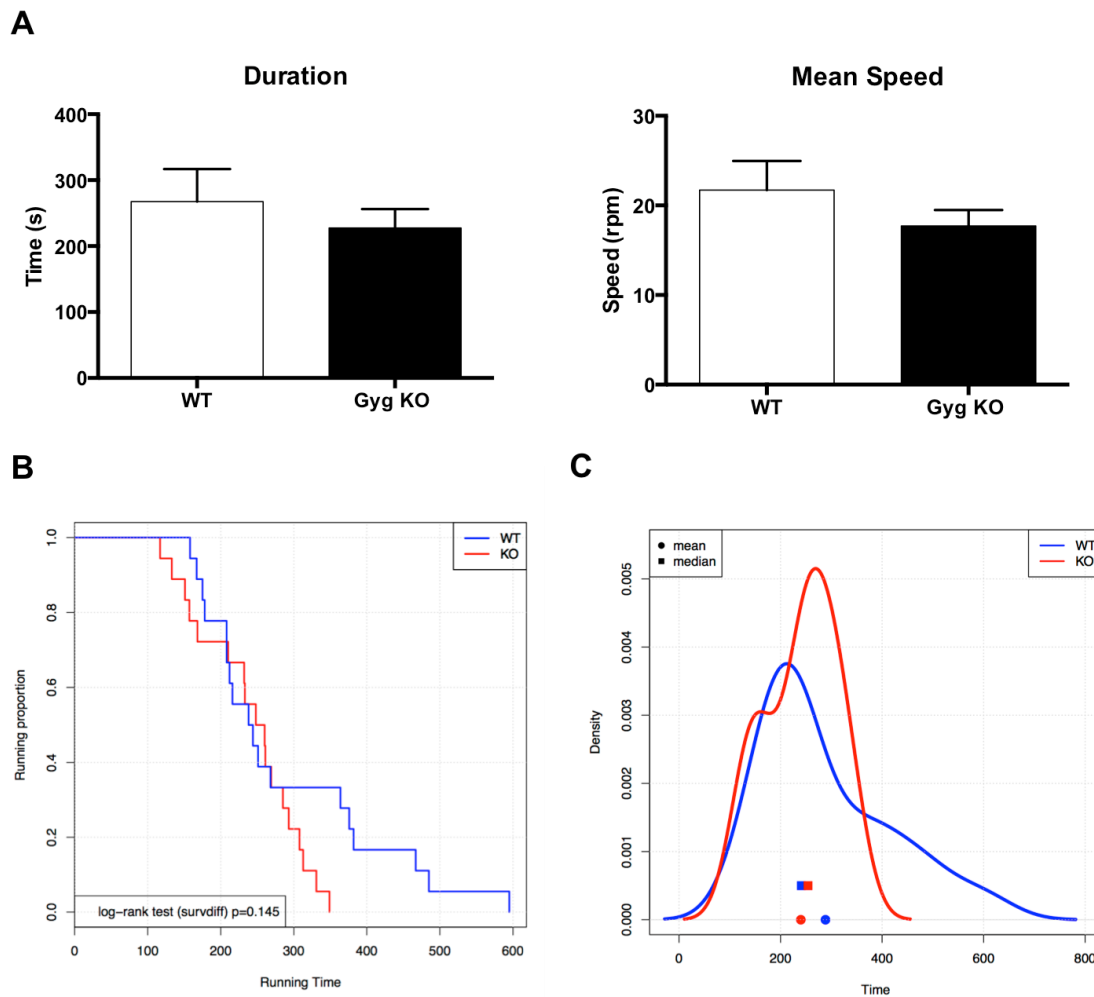 A
Duration
Mean Speed
400
300
200
100
0
Time (s)
WT
Gyg KO
30
20
10
0
Speed (rpm)
WT
Gyg KO
B
C
WT
KO
1.0
0.8
0.6
0.4
0.2
0.0
Running proportion
log-rank test (survdiff) p=0.145
0
100
200
300
400
500
600
Running Time
mean
median
WT
KO
0.005
0.004
0.003
0.002
0.001
0.000
Density
0
200
400
600
800
Time